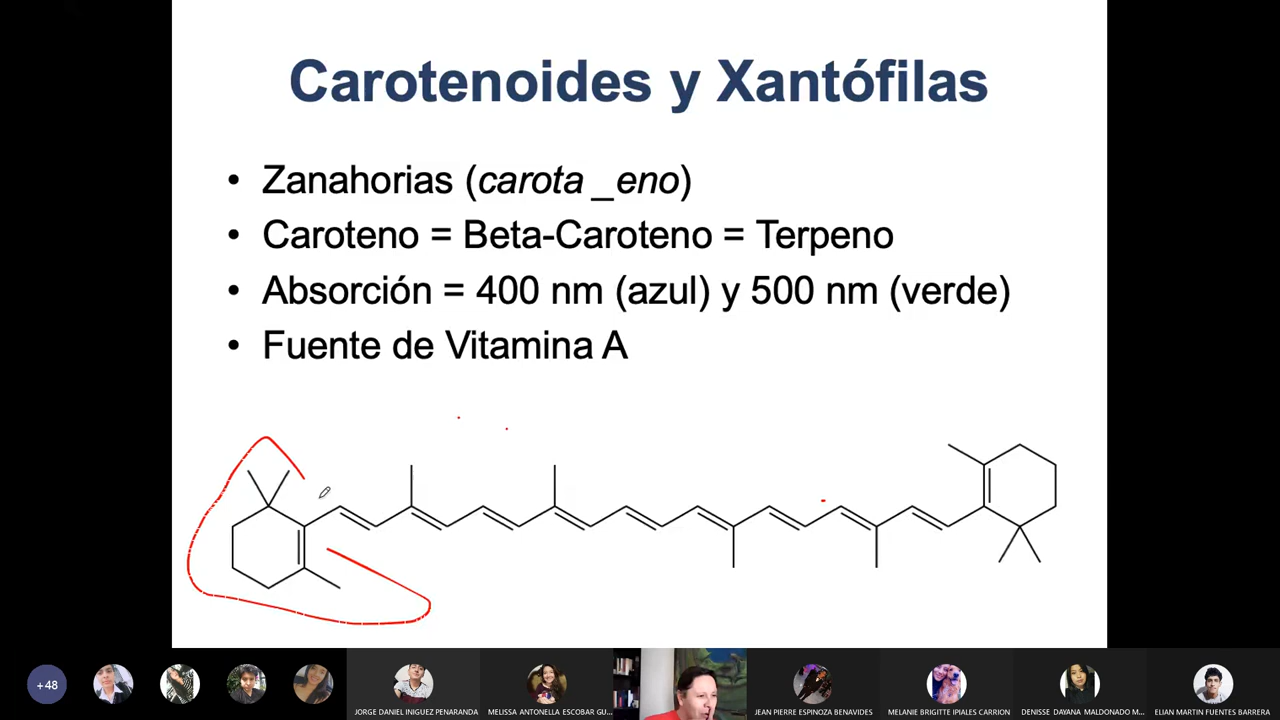 Carotenoides y Xantófilas
• Zanahorias (carota _eno)
• Caroteno = Beta-Caroteno = Terpeno
• Absorción = 400 nm (azul) y 500 nm (verde)
• Fuente de Vitamina A
+48
JORGE DANIEL INIGUEZ PENARANDA
MELISSA ANTONELLA ESCOBAR GU...
JEAN PIERRE ESPINOZA BENAVIDES
MELANIE BRIGITTE IPIALES CARRION
DENISSE DAYANA MALDONADO M...
ELIAN MARTIN FUENTES BARRERA